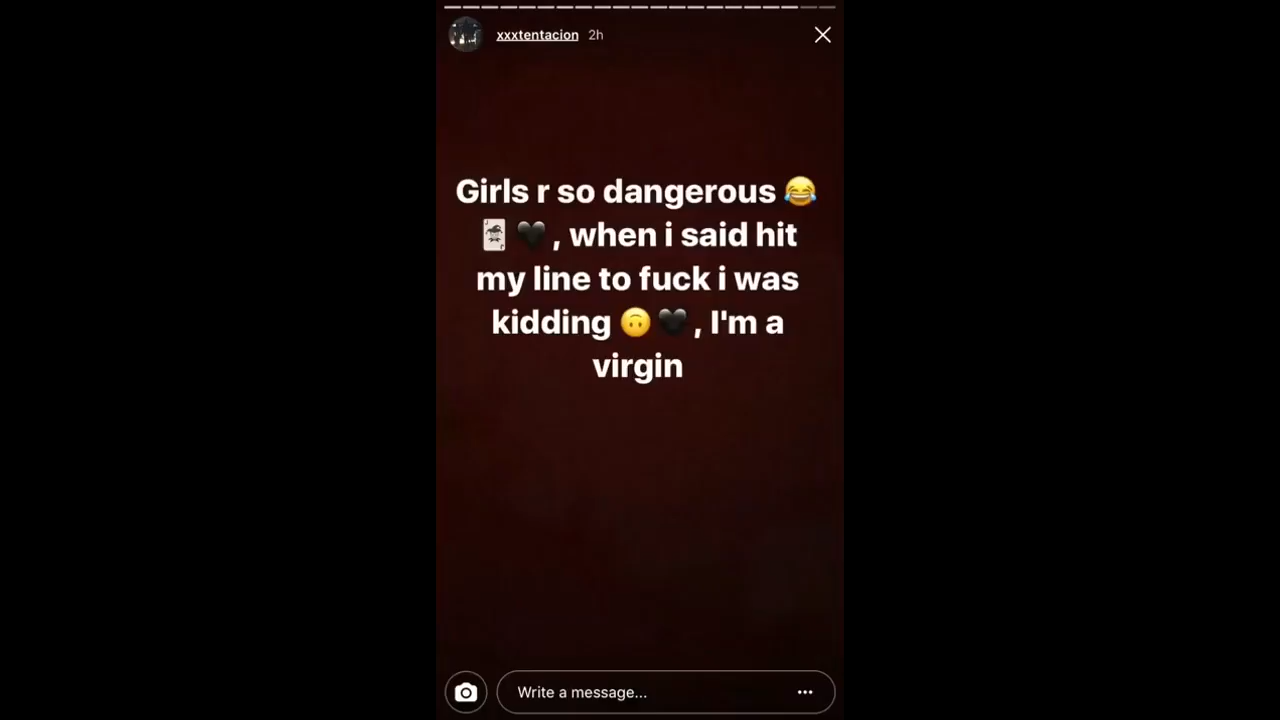 xxxtentacion 2h
Girls r so dangerous 😂
🃏🖤, when i said hit
my line to fuck i was
kidding 🙃🖤, I'm a
virgin
Write a message...